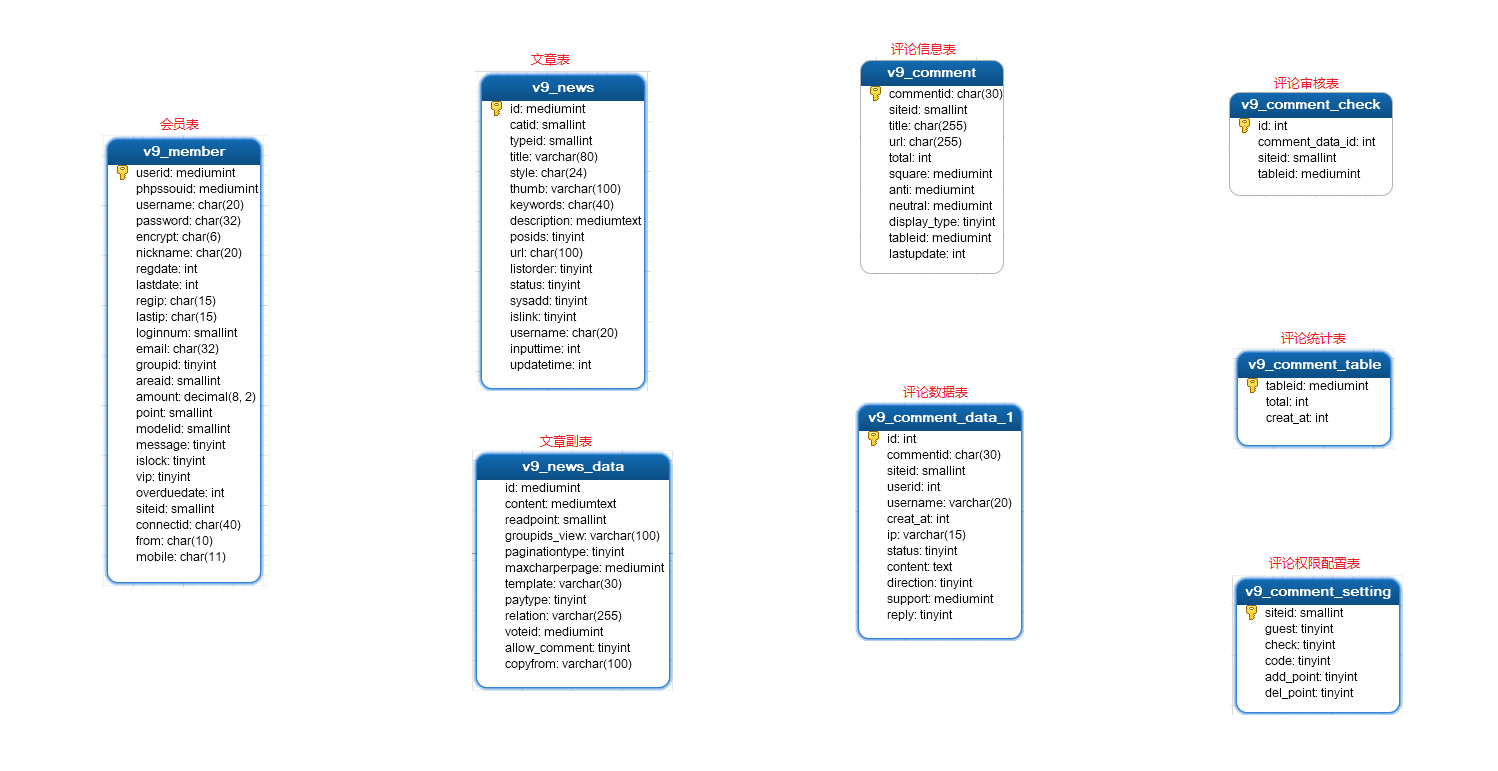 会员表
v9_member
userid: mediumint
phpssouid: mediumint
username: char(20)
password: char(32)
encrypt: char(6)
nickname: char(20)
regdate: int
lastdate: int
regip: char(15)
lastip: char(15)
loginnum: smallint
email: char(32)
groupid: tinyint
areaid: smallint
amount: decimal(8, 2)
point: smallint
modelid: smallint
message: tinyint
islock: tinyint
vip: tinyint
overduedate: int
siteid: smallint
connectid: char(40)
from: char(10)
mobile: char(11)
文章表
v9_news
id: mediumint
catid: smallint
typeid: smallint
title: varchar(80)
style: char(24)
thumb: varchar(100)
keywords: char(40)
description: mediumtext
posids: tinyint
url: char(100)
listorder: tinyint
status: tinyint
sysadd: tinyint
islink: tinyint
username: char(20)
inputtime: int
updatetime: int
文章副表
v9_news_data
id: mediumint
content: mediumtext
readpoint: smallint
groupids_view: varchar(100)
paginationtype: tinyint
maxcharperpage: mediumint
template: varchar(30)
paytype: tinyint
relation: varchar(255)
voteid: mediumint
allow_comment: tinyint
copyfrom: varchar(100)
评论信息表
v9_comment
commentid: char(30)
siteid: smallint
title: char(255)
url: char(255)
total: int
square: mediumint
anti: mediumint
neutral: mediumint
display_type: tinyint
tableid: mediumint
lastupdate: int
评论数据表
v9_comment_data_1
id: int
commentid: char(30)
siteid: smallint
userid: int
username: varchar(20)
creat_at: int
ip: varchar(15)
status: tinyint
content: text
direction: tinyint
support: mediumint
reply: tinyint
评论审核表
v9_comment_check
id: int
comment_data_id: int
siteid: smallint
tableid: mediumint
评论统计表
v9_comment_table
tableid: mediumint
total: int
creat_at: int
评论权限配置表
v9_comment_setting
siteid: smallint
guest: tinyint
check: tinyint
code: tinyint
add_point: tinyint
del_point: tinyint